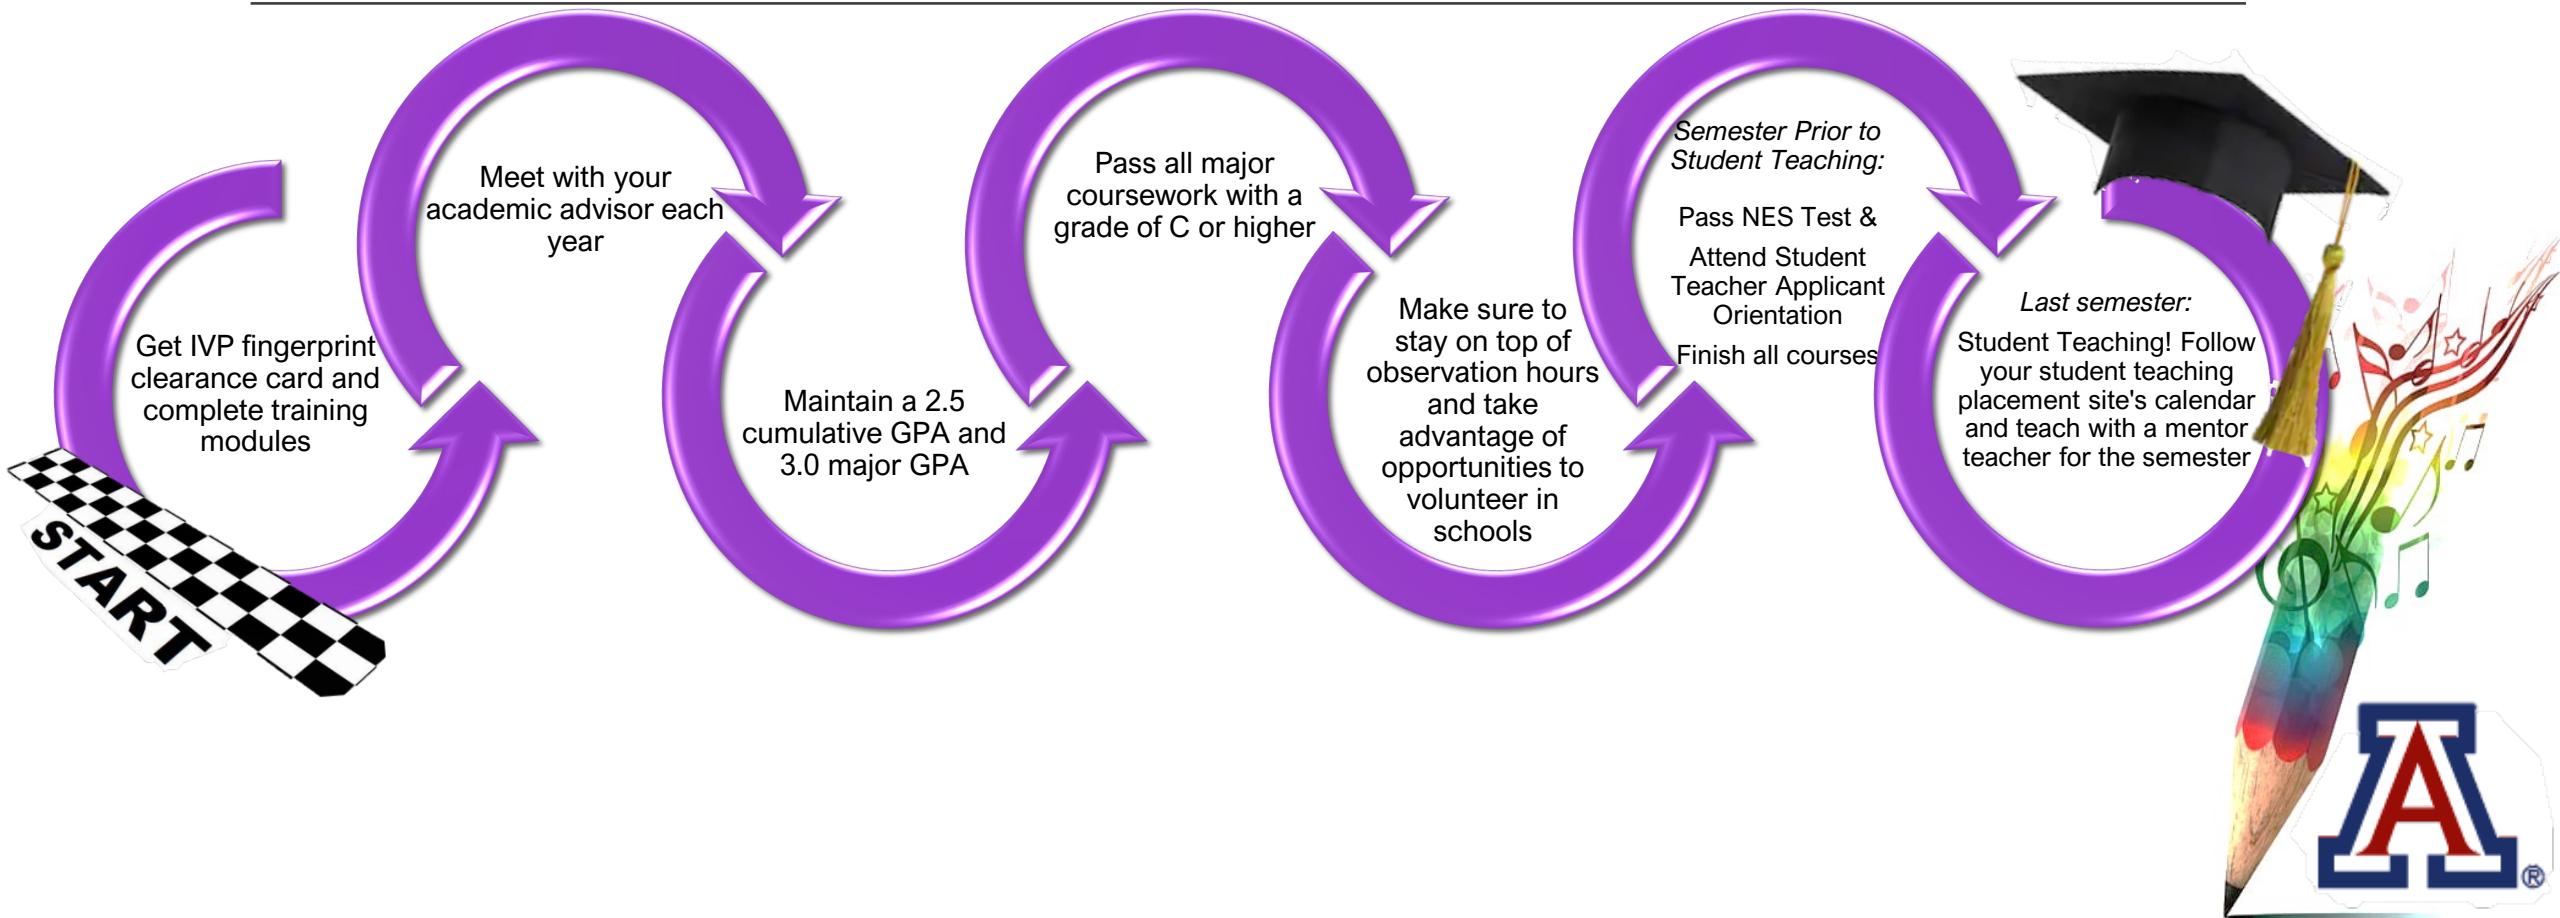 Get IVP fingerprint
clearance card and
complete training
modules
START
Meet with your
academic advisor each
year
Maintain a 2.5
cumulative GPA and
3.0 major GPA
Pass all major
coursework with a
grade of C or higher
Make sure to
stay on top of
observation hours
and take
advantage of
opportunities to
volunteer in
schools
Semester Prior to
Student Teaching:
Pass NES Test &
Attend Student
Teacher Applicant
Orientation
Finish all courses
Last semester:
Student Teaching! Follow
your student teaching
placement site's calendar
and teach with a mentor
teacher for the semester
A
®